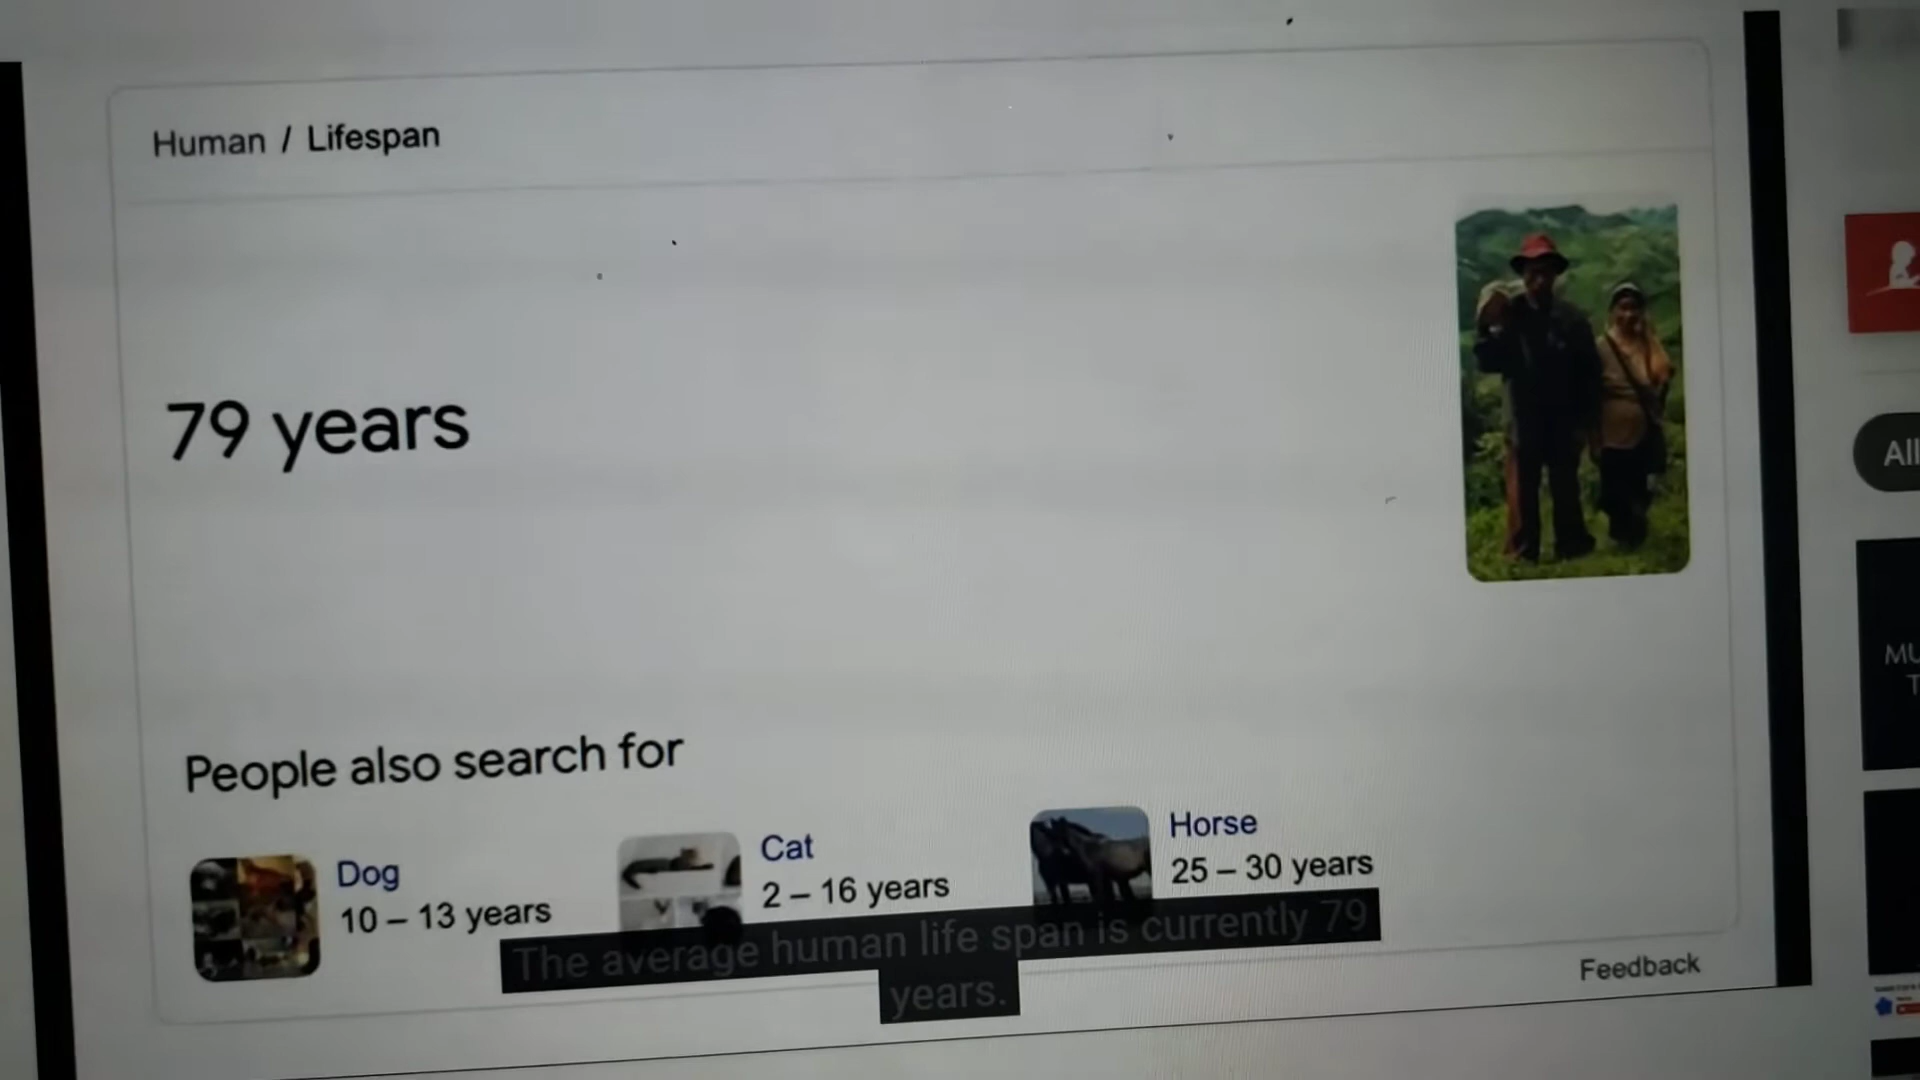 Human / Lifespan
79 years
People also search for
Dog
10 – 13 years
Cat
2 – 16 years
Horse
25 – 30 years
The average human life span is currently 79
years.
Feedback
All
MU
T